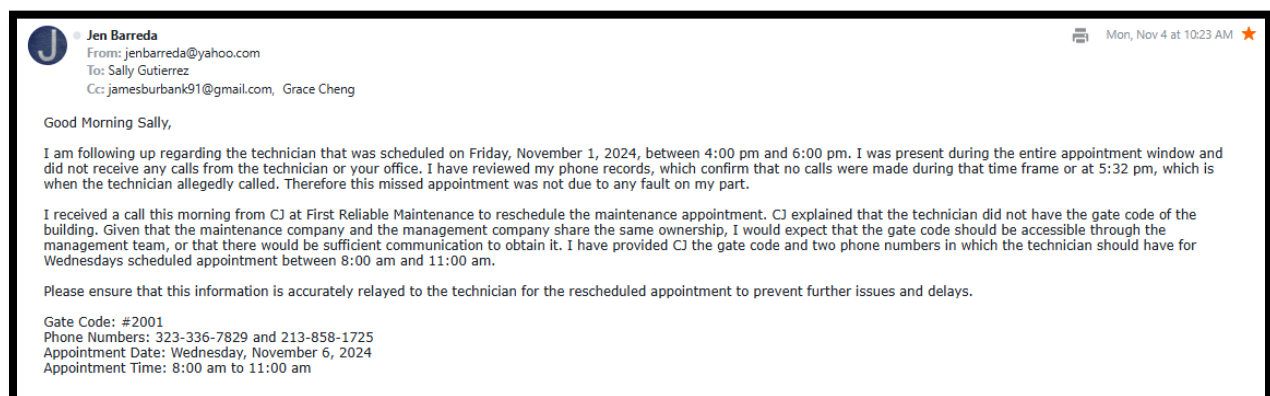 J
Jen Barreda
Mon, Nov 4 at 10:23 AM
From: jenbarreda@yahoo.com
To: Sally Gutierrez
Cc: jamesburbank91@gmail.com, Grace Cheng
Good Morning Sally,
I am following up regarding the technician that was scheduled on Friday, November 1, 2024, between 4:00 pm and 6:00 pm. I was present during the entire appointment window and
did not receive any calls from the technician or your office. I have reviewed my phone records, which confirm that no calls were made during that time frame or at 5:32 pm, which is
when the technician allegedly called. Therefore this missed appointment was not due to any fault on my part.
I received a call this morning from CJ at First Reliable Maintenance to reschedule the maintenance appointment. CJ explained that the technician did not have the gate code of the
building. Given that the maintenance company and the management company share the same ownership, I would expect that the gate code should be accessible through the
management team, or that there would be sufficient communication to obtain it. I have provided CJ the gate code and two phone numbers in which the technician should have for
Wednesdays scheduled appointment between 8:00 am and 11:00 am.
Please ensure that this information is accurately relayed to the technician for the rescheduled appointment to prevent further issues and delays.
Gate Code: #2001
Phone Numbers: 323-336-7829 and 213-858-1725
Appointment Date: Wednesday, November 6, 2024
Appointment Time: 8:00 am to 11:00 am